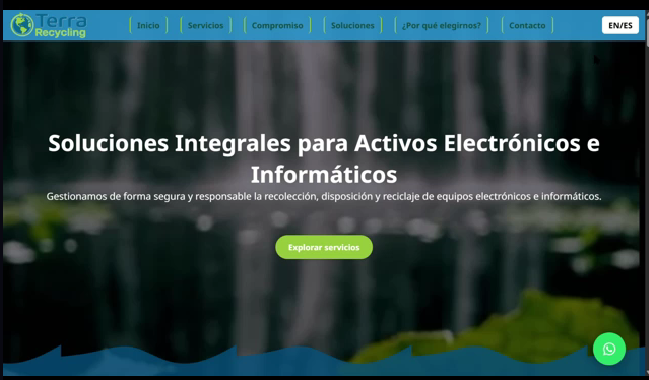 Terra
Recycling
Inicio
Servicios
Compromiso
Soluciones
¿Por qué elegirnos?
Contacto
EN/ES
Soluciones Integrales para Activos Electrónicos e
Informáticos
Gestionamos de forma segura y responsable la recolección, disposición y reciclaje de equipos electrónicos e informáticos.
Explorar servicios